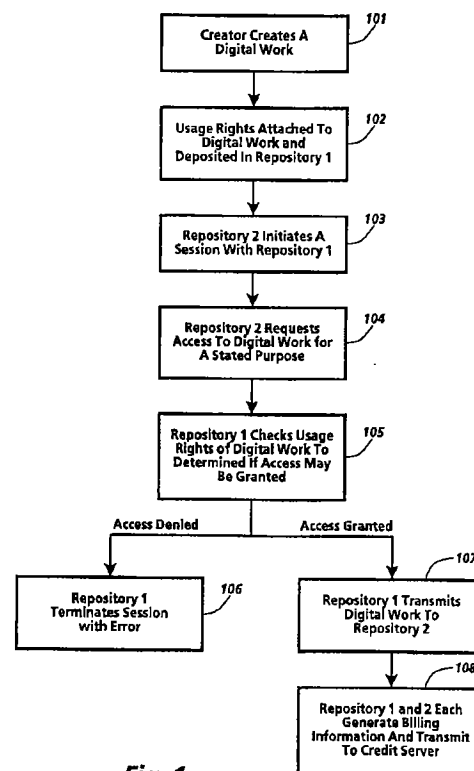 101
Creator Creates A
Digital Work
102
Usage Rights Attached To
Digital Work and
Deposited In Repository 1
103
Repository 2 Initiates A
Session With Repository 1
104
Repository 2 Requests
Access To Digital Work for
A Stated Purpose
105
Repository 1 Checks Usage
Rights of Digital Work To
Determined If Access May
Be Granted
Access Denied
Access Granted
106
Repository 1
Terminates Session
with Error
107
Repository 1 Transmits
Digital Work To
Repository 2
108
Repository 1 and 2 Each
Generate Billing
Information And Transmit
To Credit Server
Fig. 1